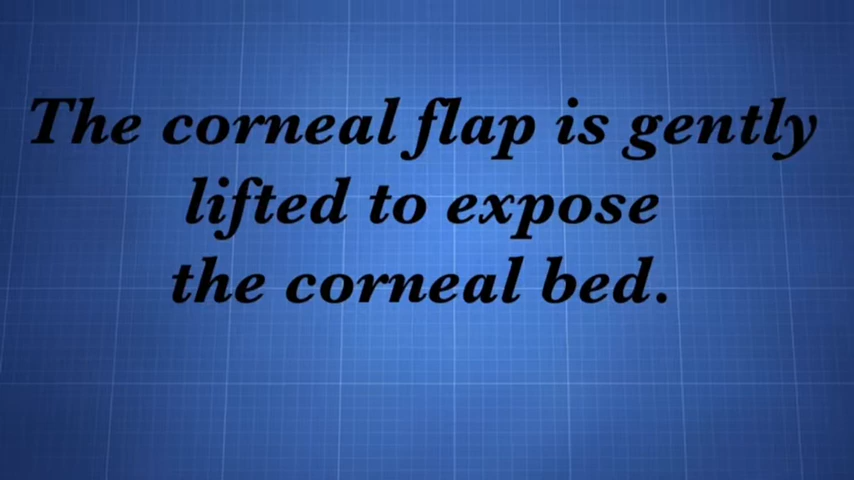 The corneal flap is gently
lifted to expose
the corneal bed.